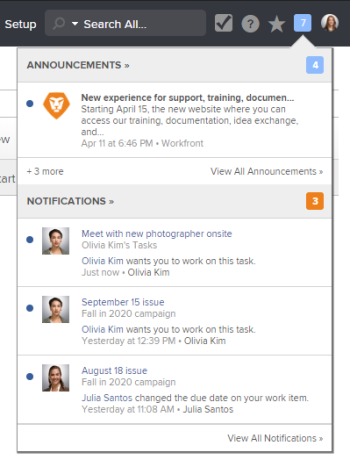 Setup Search All... 7
ANNOUNCEMENTS » 4
New experience for support, training, documen...
Starting April 15, the new website where you can
access our training, documentation, idea exchange,
and...
Apr 11 at 6:46 PM • Workfront
+ 3 more View All Announcements »
NOTIFICATIONS » 3
Meet with new photographer onsite
Olivia Kim's Tasks
Olivia Kim wants you to work on this task.
Just now • Olivia Kim
September 15 issue
Fall in 2020 campaign
Olivia Kim wants you to work on this task.
Yesterday at 12:39 PM • Olivia Kim
August 18 issue
Fall in 2020 campaign
Julia Santos changed the due date on your work item.
Yesterday at 11:08 AM • Julia Santos
View All Notifications »